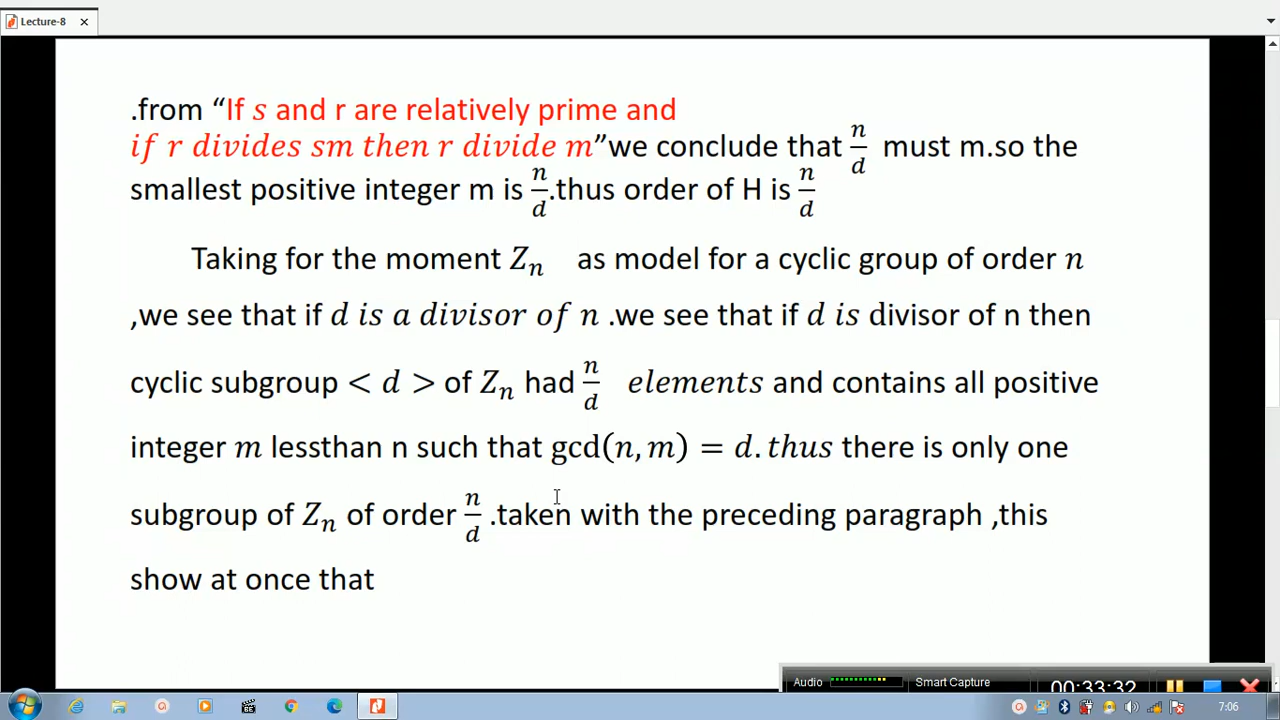 Lecture-8
.from “If s and r are relatively prime and
if r divides sm then r divide m”we conclude that n/d must m.so the
smallest positive integer m is n/d.thus order of H is n/d
Taking for the moment Zₙ as model for a cyclic group of order n
,we see that if d is a divisor of n .we see that if d is divisor of n then
cyclic subgroup < d > of Zₙ had n/d elements and contains all positive
integer m lessthan n such that gcd(n, m) = d. thus there is only one
subgroup of Zₙ of order n/d .taken with the preceding paragraph ,this
show at once that
Audio Smart Capture 00:33:32
7:06